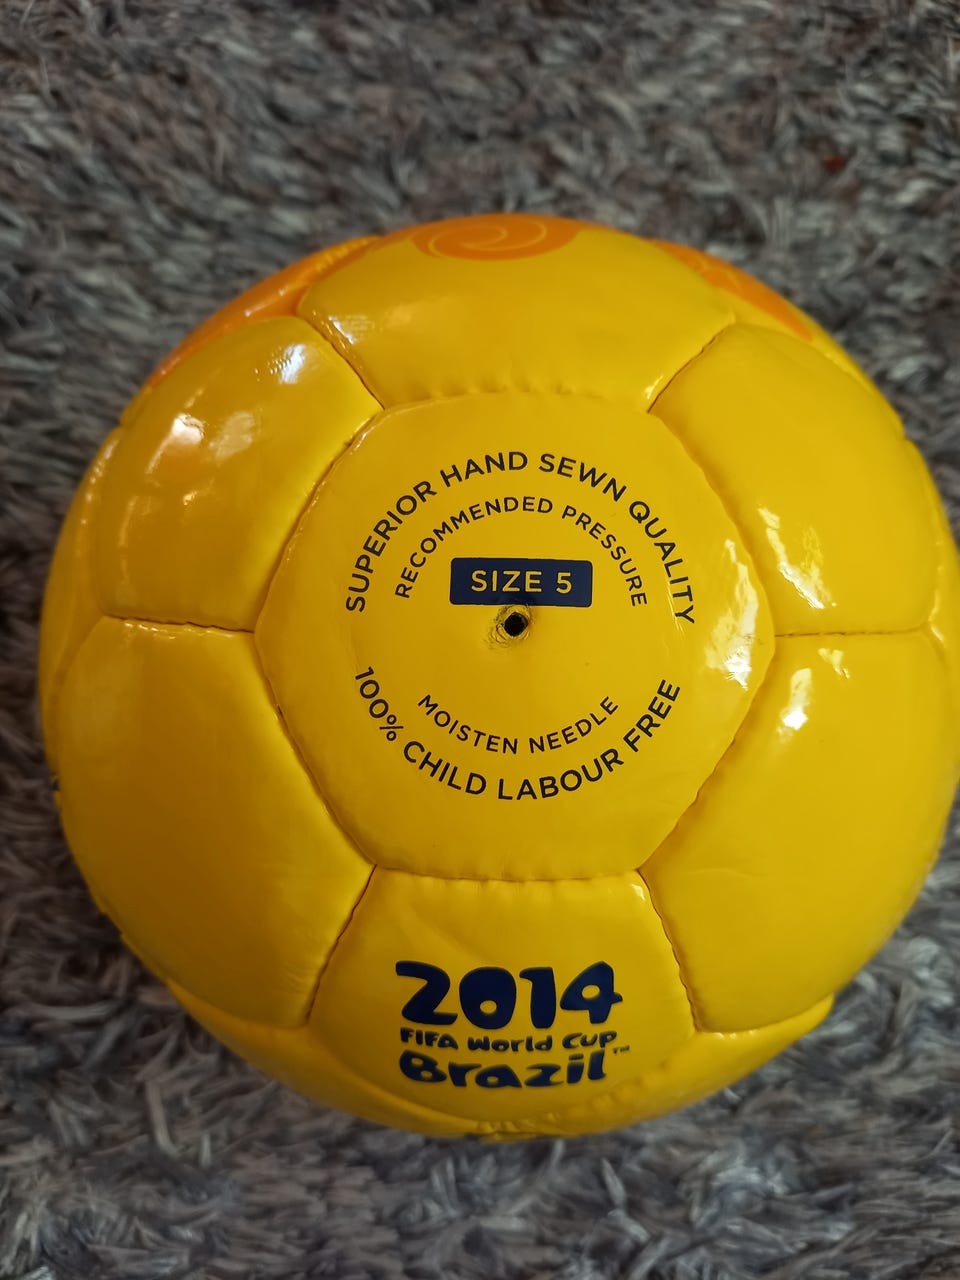 SUPERIOR HAND SEWN QUALITY
RECOMMENDED PRESSURE
SIZE 5
MOISTEN NEEDLE
100% CHILD LABOUR FREE
2014
FIFA World Cup
Brazil™